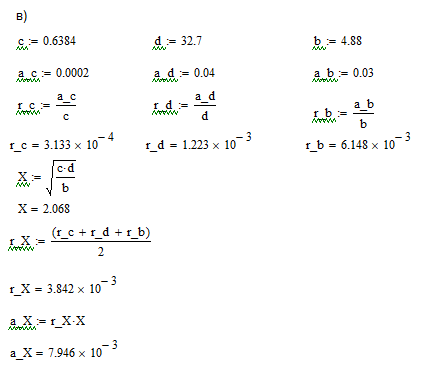 в)
c := 0.6384 d := 32.7 b := 4.88
a_c := 0.0002 a_d := 0.04 a_b := 0.03
r_c := a_c/c r_d := a_d/d r_b := a_b/b
r_c = 3.133 × 10^-4 r_d = 1.223 × 10^-3 r_b = 6.148 × 10^-3
X := √(c·d/b)
X = 2.068
r_X := (r_c + r_d + r_b)/2
r_X = 3.842 × 10^-3
a_X := r_X·X
a_X = 7.946 × 10^-3